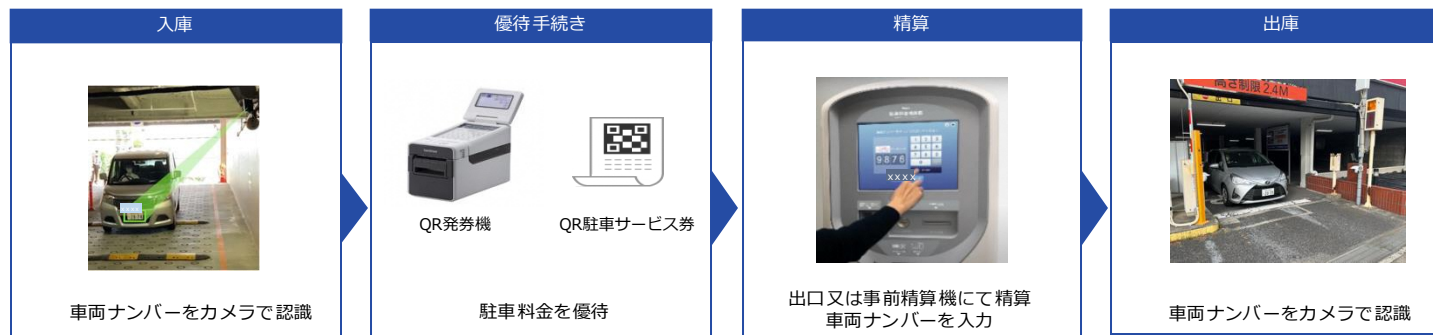 入庫
車両ナンバーをカメラで認識
優待手続き
QR発券機
QR駐車サービス券
駐車料金を優待
精算
9876
xxxx
出口又は事前精算機にて精算
車両ナンバーを入力
出庫
高さ制限 2.4M
出口
車両ナンバーをカメラで認識